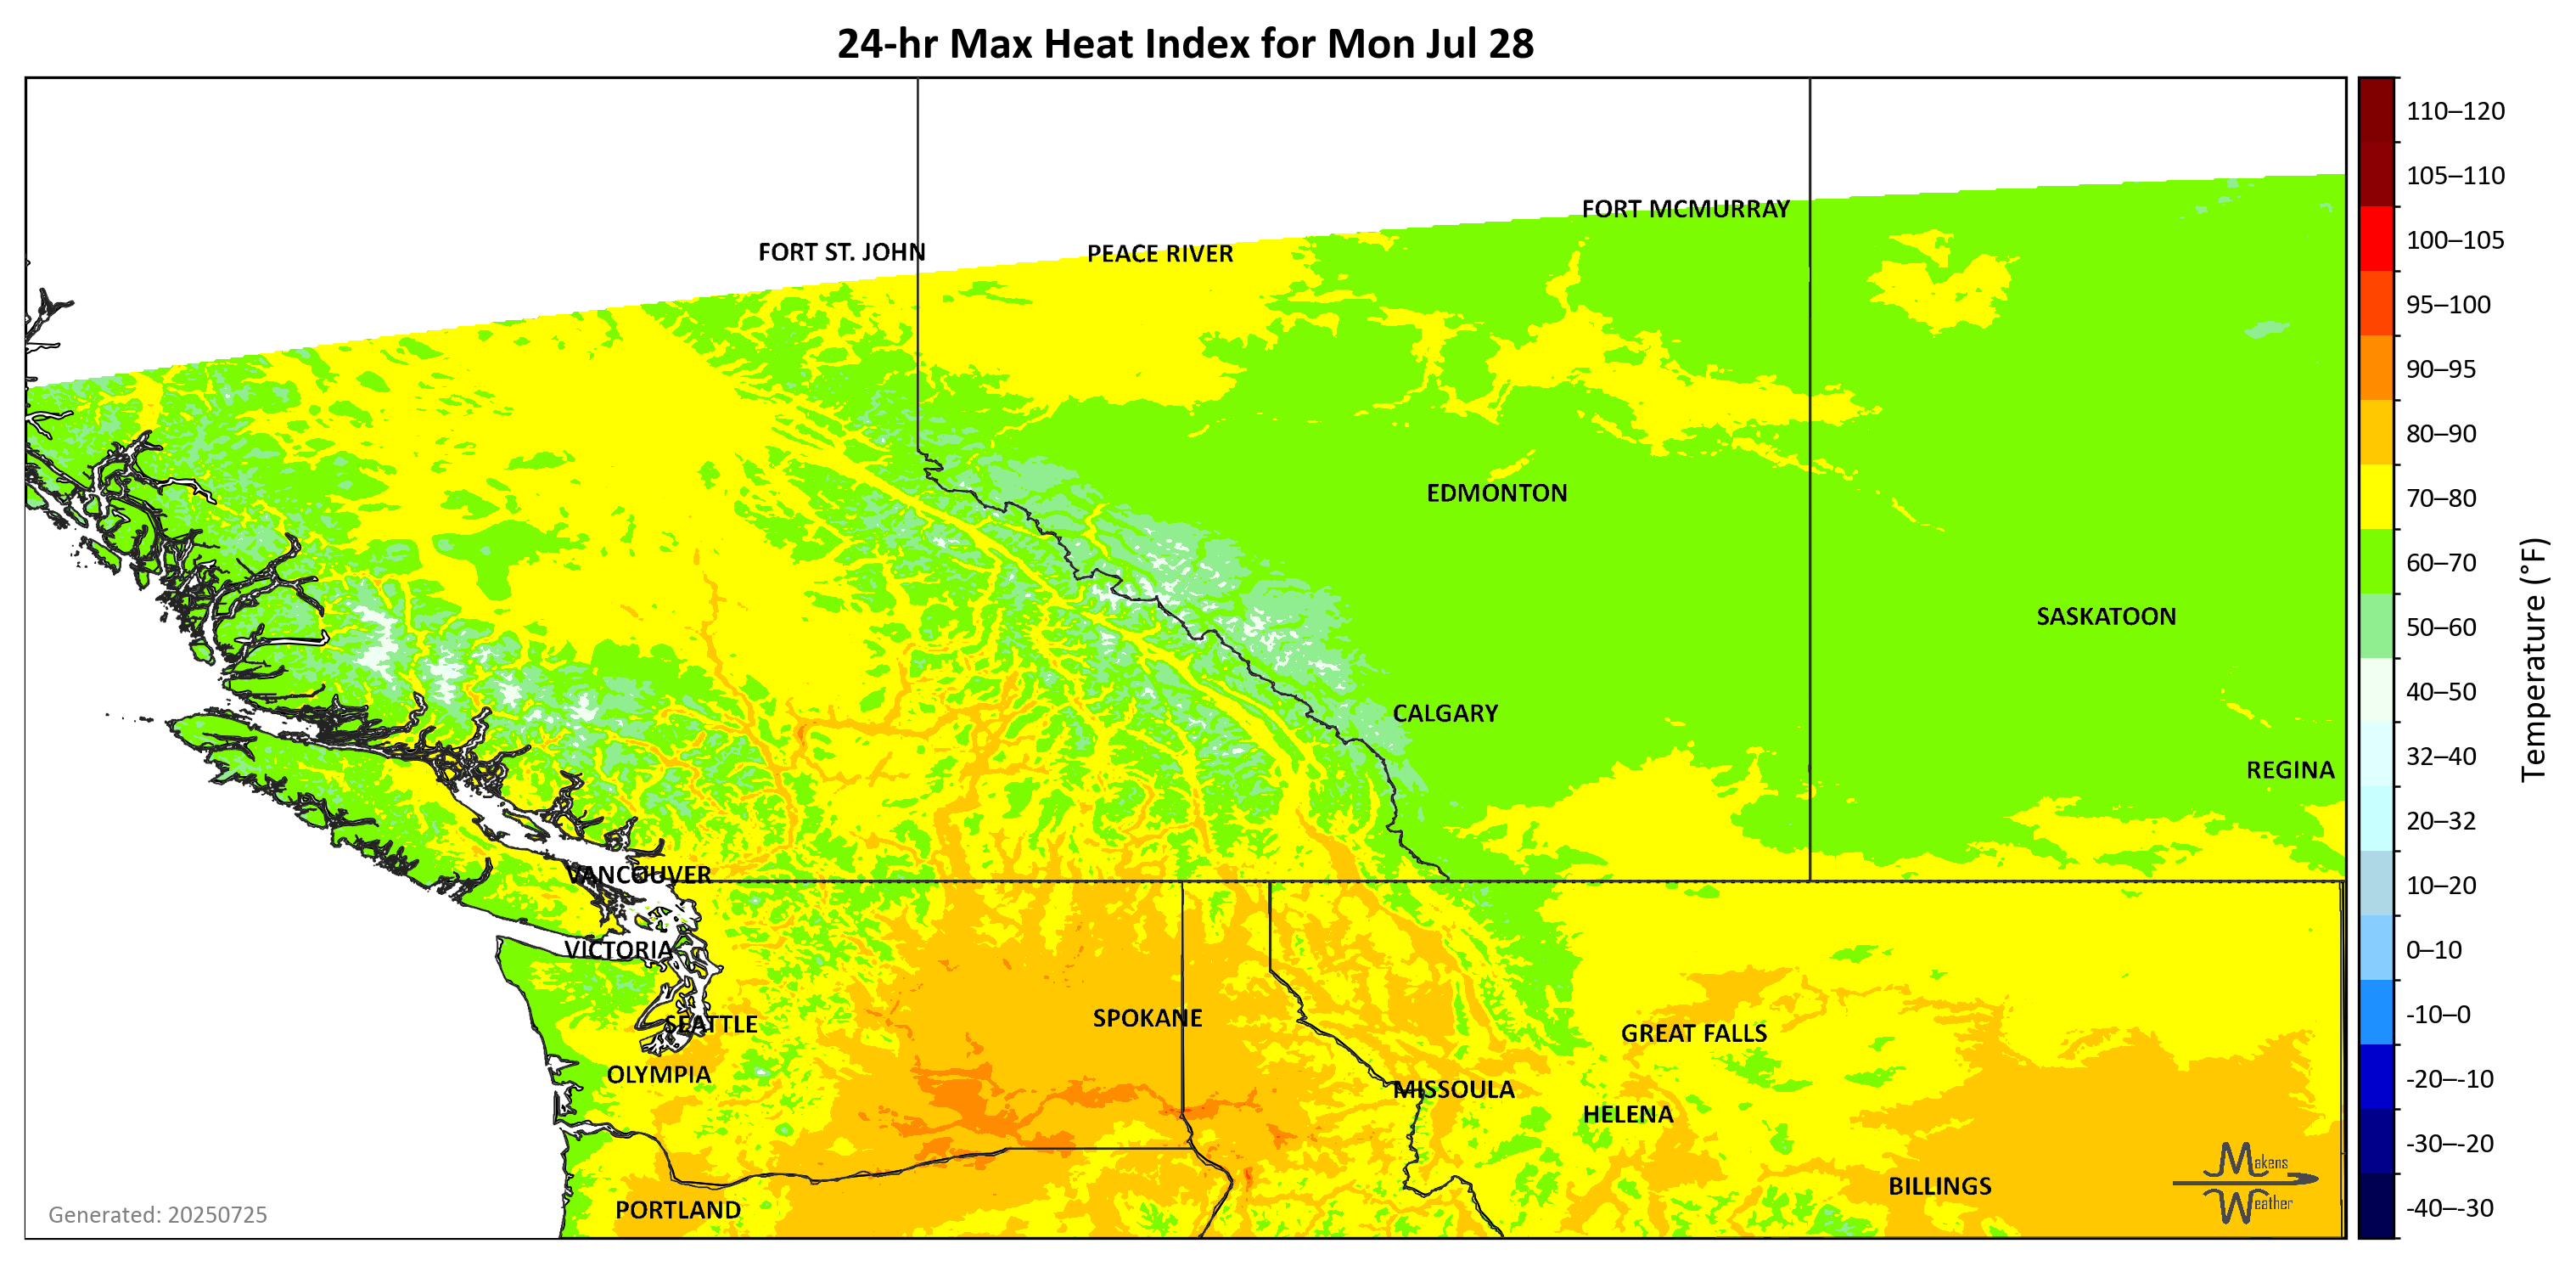 24-hr Max Heat Index for Mon Jul 28
FORT MCMURRAY
FORT ST. JOHN
PEACE RIVER
EDMONTON
SASKATOON
CALGARY
REGINA
VANCOUVER
VICTORIA
SEATTLE
SPOKANE
GREAT FALLS
OLYMPIA
MISSOULA
HELENA
BILLINGS
PORTLAND
Generated: 20250725
Makens
Weather
110–120
105–110
100–105
95–100
90–95
80–90
70–80
60–70
50–60
40–50
32–40
20–32
10–20
0–10
-10–0
-20–-10
-30–-20
-40–-30
Temperature (°F)